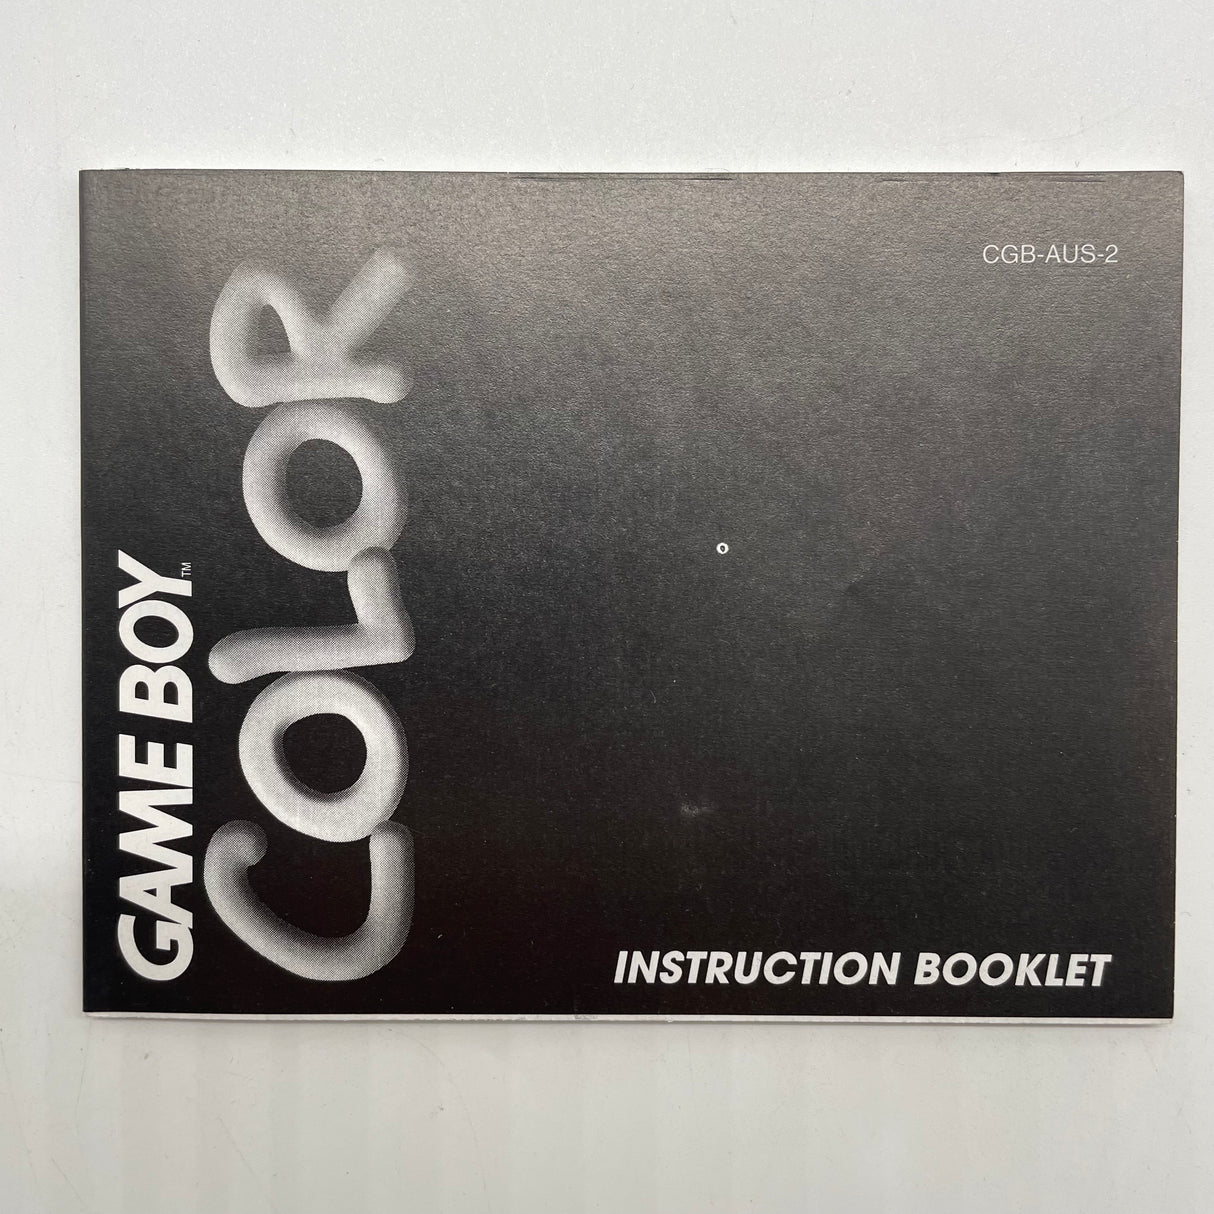 CGB-AUS-2
GAME BOY™
COLOR
INSTRUCTION BOOKLET